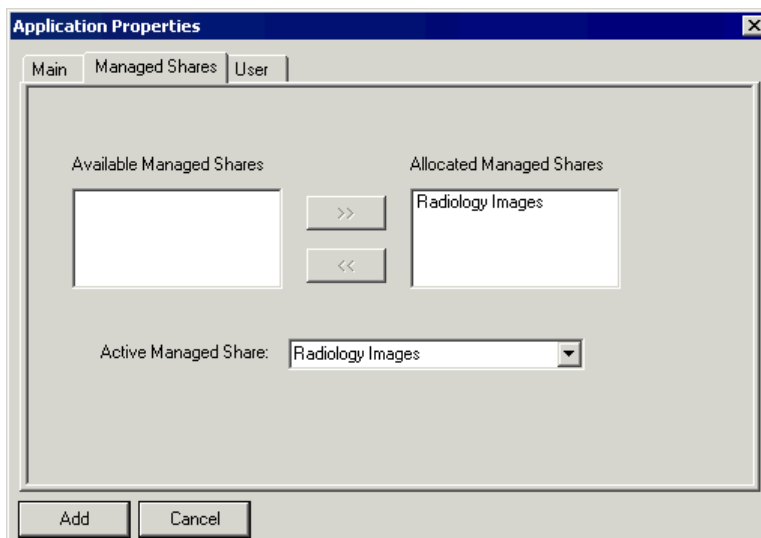 Application Properties
Main Managed Shares User
Available Managed Shares Allocated Managed Shares
Radiology Images
>>
<<
Active Managed Share: Radiology Images
Add Cancel